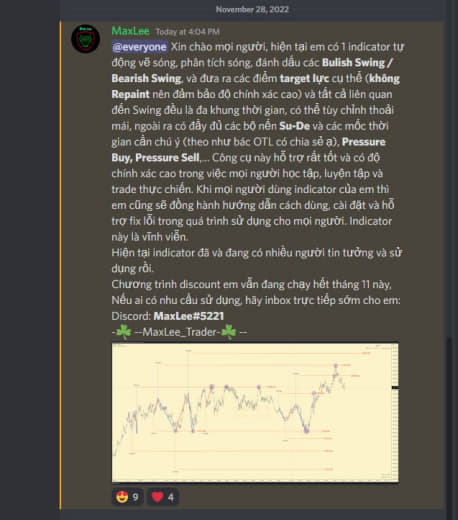 November 28, 2022
MaxLee Today at 4:04 PM
@everyone Xin chào mọi người, hiện tại em có 1 indicator tự
động vẽ sóng, phân tích sóng, đánh dấu các Bulish Swing /
Bearish Swing, và đưa ra các điểm target lực cụ thể (không
Repaint nên đảm bảo độ chính xác cao) và tất cả liên quan
đến Swing đều là đa khung thời gian, có thể tùy chỉnh thoải
mái, ngoài ra có đầy đủ các bộ nến Su-De và các mốc thời
gian cần chú ý (theo như bác OTL có chia sẻ ạ), Pressure
Buy, Pressure Sell,... Công cụ này hỗ trợ rất tốt và có độ
chính xác cao trong việc mọi người học tập, luyện tập và
trade thực chiến. Khi mọi người dùng indicator của em thì
em cũng sẽ đồng hành hướng dẫn cách dùng, cài đặt và hỗ
trợ fix lỗi trong quá trình sử dụng cho mọi người. Indicator
này là vĩnh viễn.
Hiện tại indicator đã và đang có nhiều người tin tưởng và sử
dụng rồi.
Chương trình discount em vẫn đang chạy hết tháng 11 này,
Nếu ai có nhu cầu sử dụng, hãy inbox trực tiếp sớm cho em:
Discord: MaxLee#5221
-☘️ --MaxLee_Trader-☘️ --
😍 9 ❤️ 4